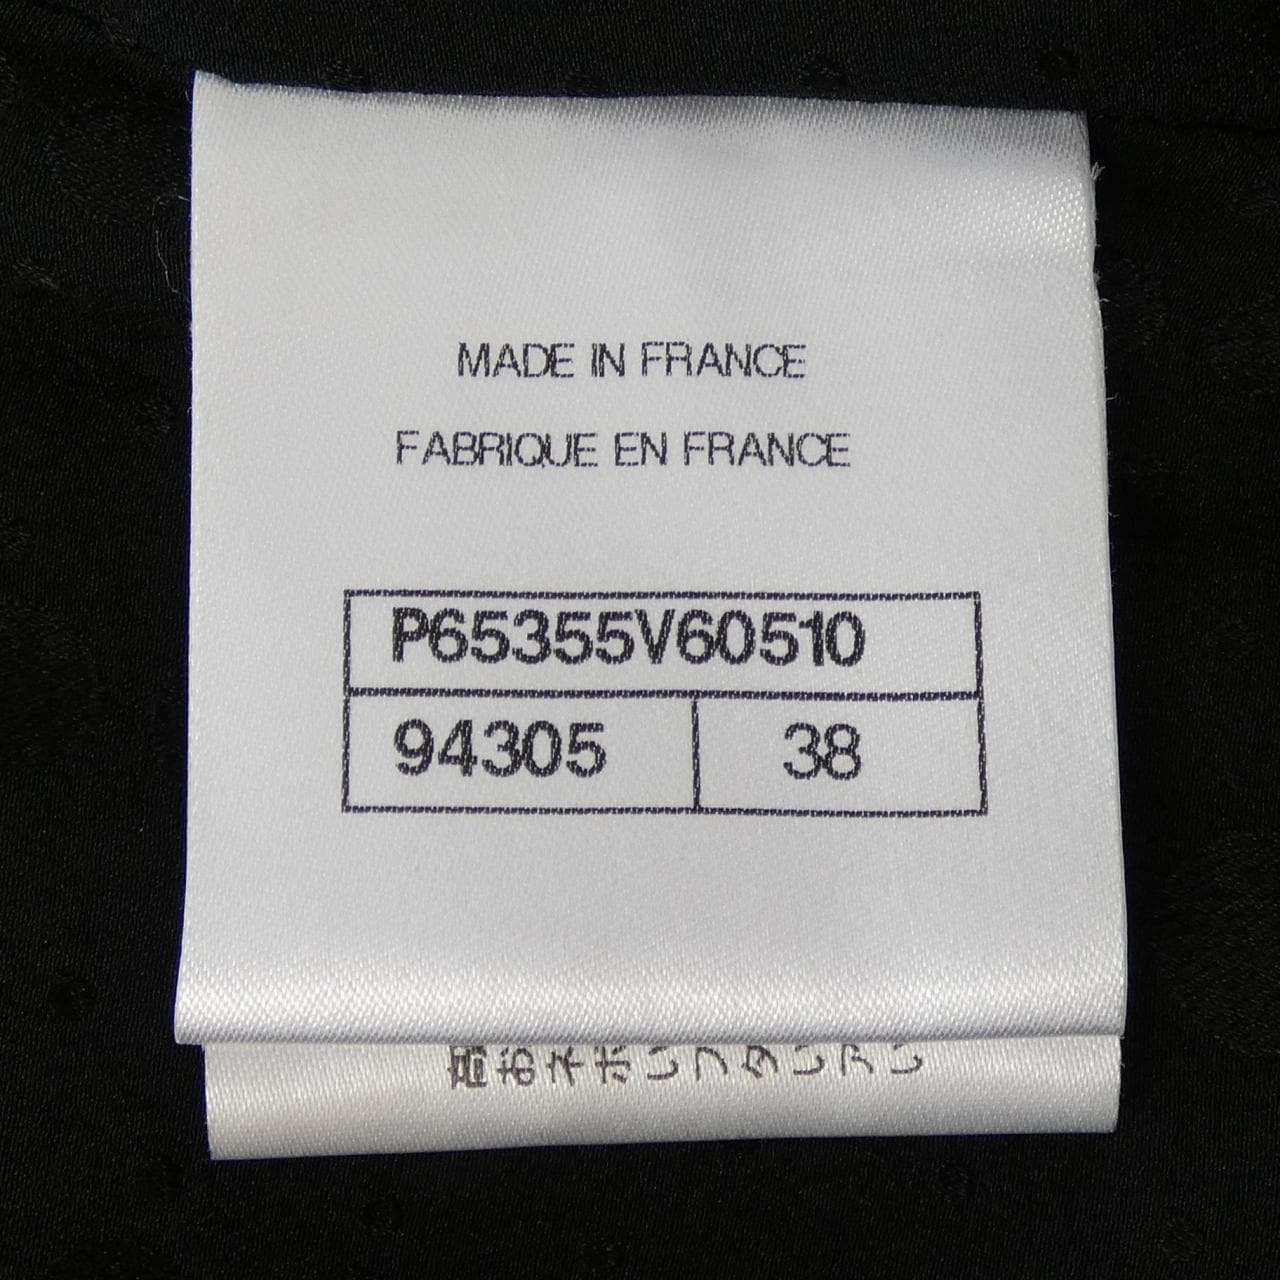 MADE IN FRANCE
FABRIQUE EN FRANCE
P65355V60510
94305 38